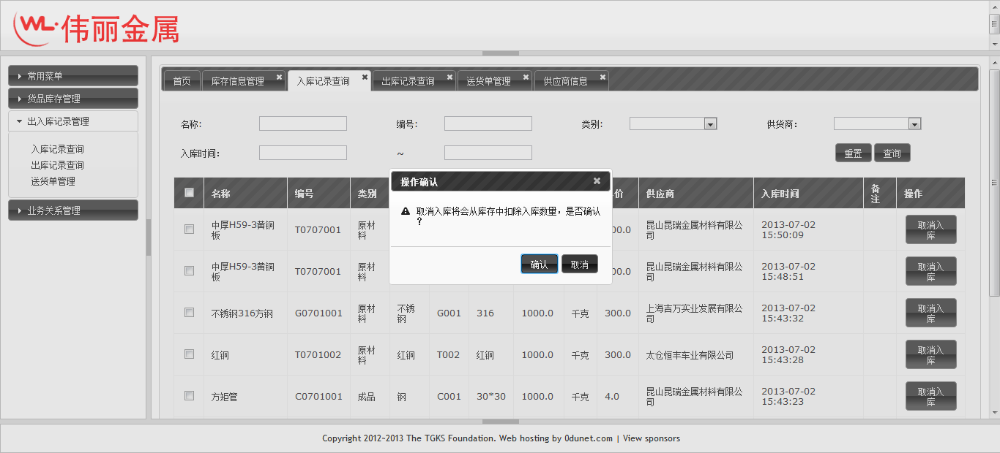 WL·伟丽金属
常用菜单
货品库存管理
出入库记录管理
入库记录查询
出库记录查询
送货单管理
业务关系管理
首页 库存信息管理 入库记录查询 出库记录查询 送货单管理 供应商信息
名称: 编号: 类别: 供货商:
入库时间: ~ 重置 查询
操作确认
取消入库将会从库存中扣除入库数量，是否确认
？
确认 取消
名称 编号 类别 价 供应商 入库时间 备
注 操作
中厚H59-3黄铜
板 T0707001 原材
料 00.0 昆山昆瑞金属材料有限公
司 2013-07-02
15:50:09 取消入
库
中厚H59-3黄铜
板 T0707001 原材
料 00.0 昆山昆瑞金属材料有限公
司 2013-07-02
15:48:51 取消入
库
不锈钢316方钢 G0701001 原材
料 不锈
钢 G001 316 1000.0 千克 300.0 上海吉万实业发展有限公
司 2013-07-02
15:43:32 取消入
库
红铜 T0701002 原材
料 红铜 T002 红铜 1000.0 千克 300.0 太仓恒丰车业有限公司 2013-07-02
15:43:28 取消入
库
方矩管 C0701001 成品 钢 C001 30*30 1000.0 千克 4.0 昆山昆瑞金属材料有限公
司 2013-07-02
15:43:23 取消入
库
Copyright 2012~2013 The TGKS Foundation. Web hosting by 0dunet.com | View sponsors